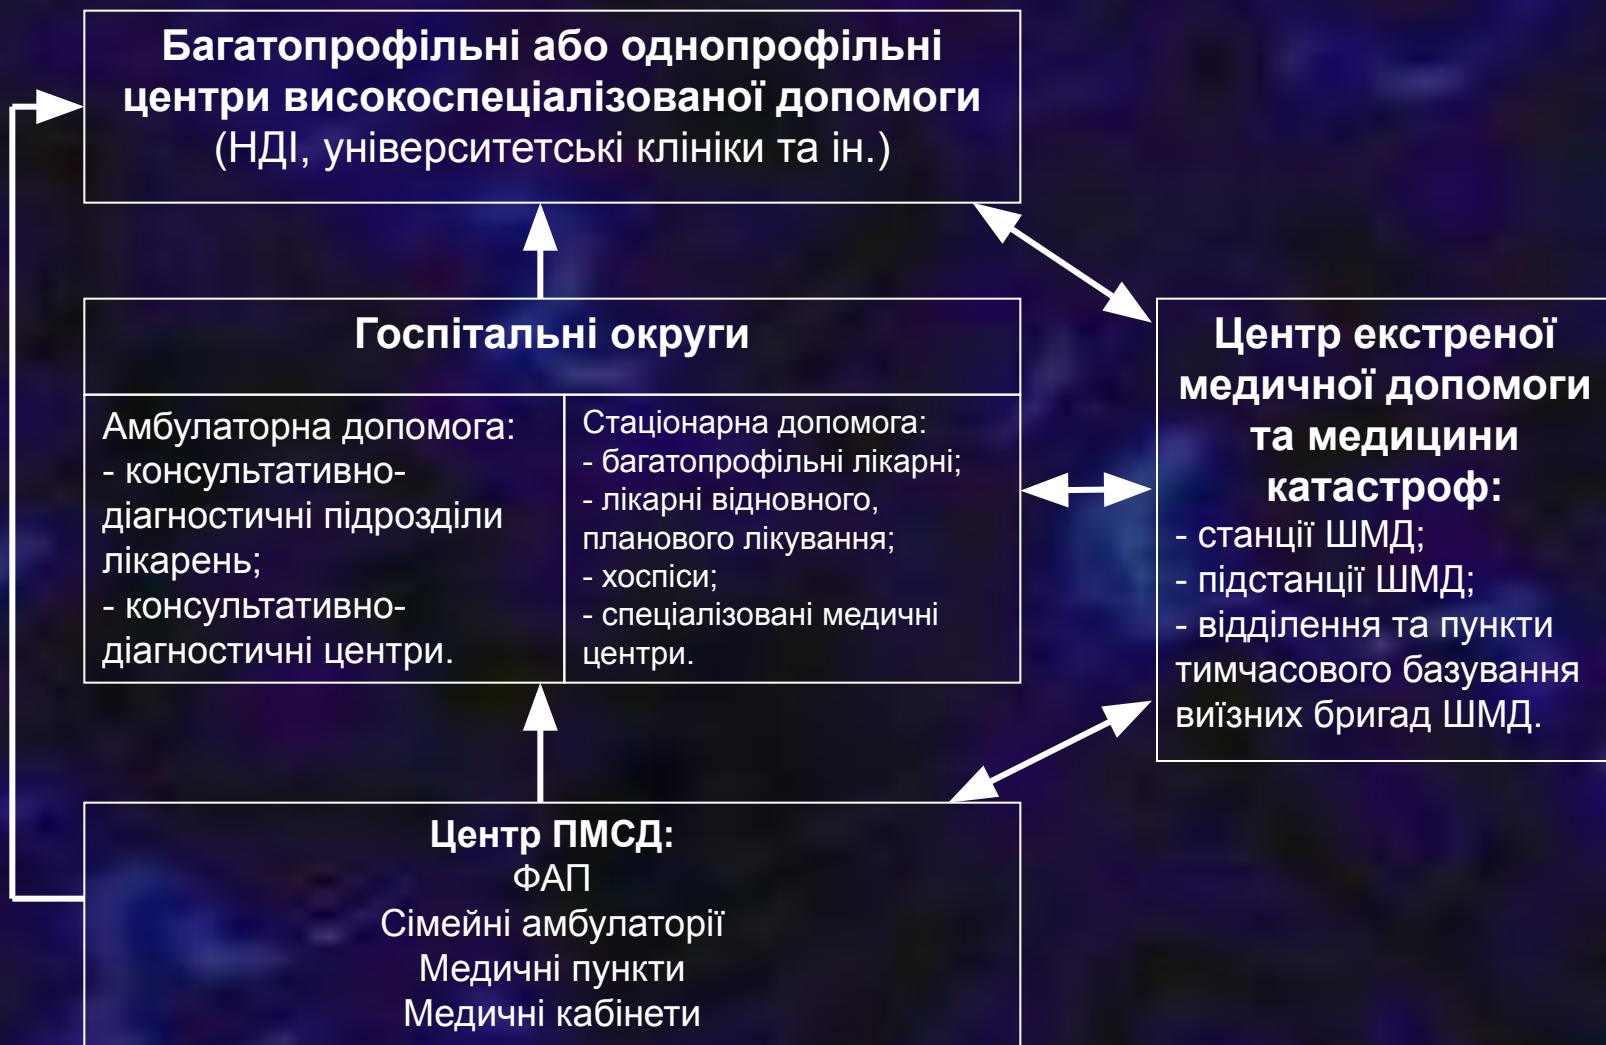 Багатопрофільні або однопрофільні
центри високоспеціалізованої допомоги
(НДІ, університетські клініки та ін.)
Госпітальні округи
Амбулаторна допомога:
- консультативно-
діагностичні підрозділи
лікарень;
- консультативно-
діагностичні центри.
Стаціонарна допомога:
- багатопрофільні лікарні;
- лікарні відновного,
планового лікування;
- хоспіси;
- спеціалізовані медичні
центри.
Центр екстреної
медичної допомоги
та медицини
катастроф:
- станції ШМД;
- підстанції ШМД;
- відділення та пункти
тимчасового базування
виїзних бригад ШМД.
Центр ПМСД:
ФАП
Сімейні амбулаторії
Медичні пункти
Медичні кабінети